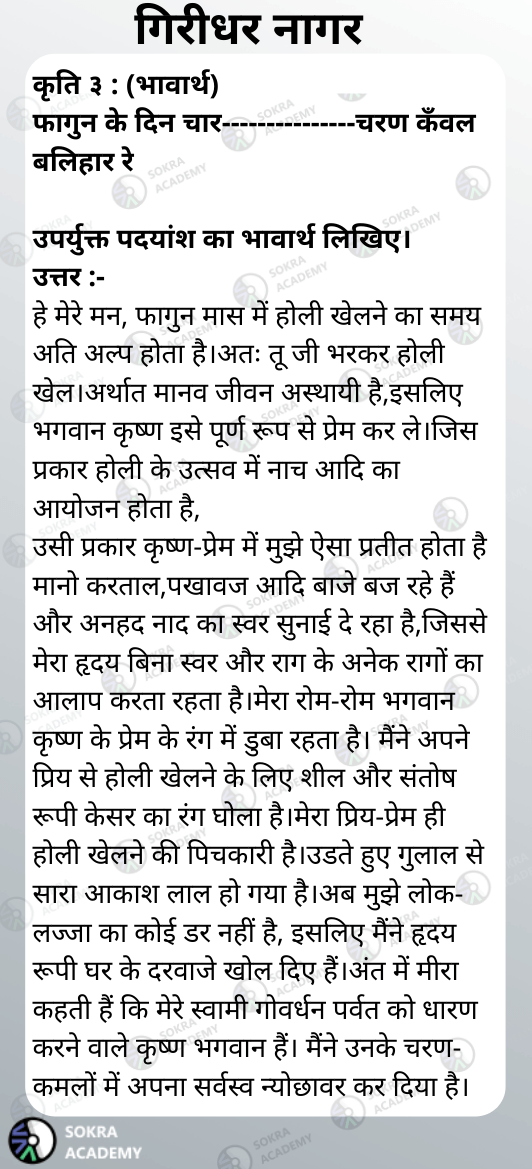 गिरीधर नागर
कृति ३ : (भावार्थ)
फागुन के दिन चार---------------चरण कँवल
बलिहार रे
उपर्युक्त पदयांश का भावार्थ लिखिए।
उत्तर :-
हे मेरे मन, फागुन मास में होली खेलने का समय
अति अल्प होता है।अतः तू जी भरकर होली
खेल।अर्थात मानव जीवन अस्थायी है,इसलिए
भगवान कृष्ण इसे पूर्ण रूप से प्रेम कर ले।जिस
प्रकार होली के उत्सव में नाच आदि का
आयोजन होता है,
उसी प्रकार कृष्ण-प्रेम में मुझे ऐसा प्रतीत होता है
मानो करताल,पखावज आदि बाजे बज रहे हैं
और अनहद नाद का स्वर सुनाई दे रहा है,जिससे
मेरा हृदय बिना स्वर और राग के अनेक रागों का
आलाप करता रहता है।मेरा रोम-रोम भगवान
कृष्ण के प्रेम के रंग में डुबा रहता है। मैंने अपने
प्रिय से होली खेलने के लिए शील और संतोष
रूपी केसर का रंग घोला है।मेरा प्रिय-प्रेम ही
होली खेलने की पिचकारी है।उडते हुए गुलाल से
सारा आकाश लाल हो गया है।अब मुझे लोक-
लज्जा का कोई डर नहीं है, इसलिए मैंने हृदय
रूपी घर के दरवाजे खोल दिए हैं।अंत में मीरा
कहती हैं कि मेरे स्वामी गोवर्धन पर्वत को धारण
करने वाले कृष्ण भगवान हैं। मैंने उनके चरण-
कमलों में अपना सर्वस्व न्योछावर कर दिया है।
SOKRA
ACADEMY